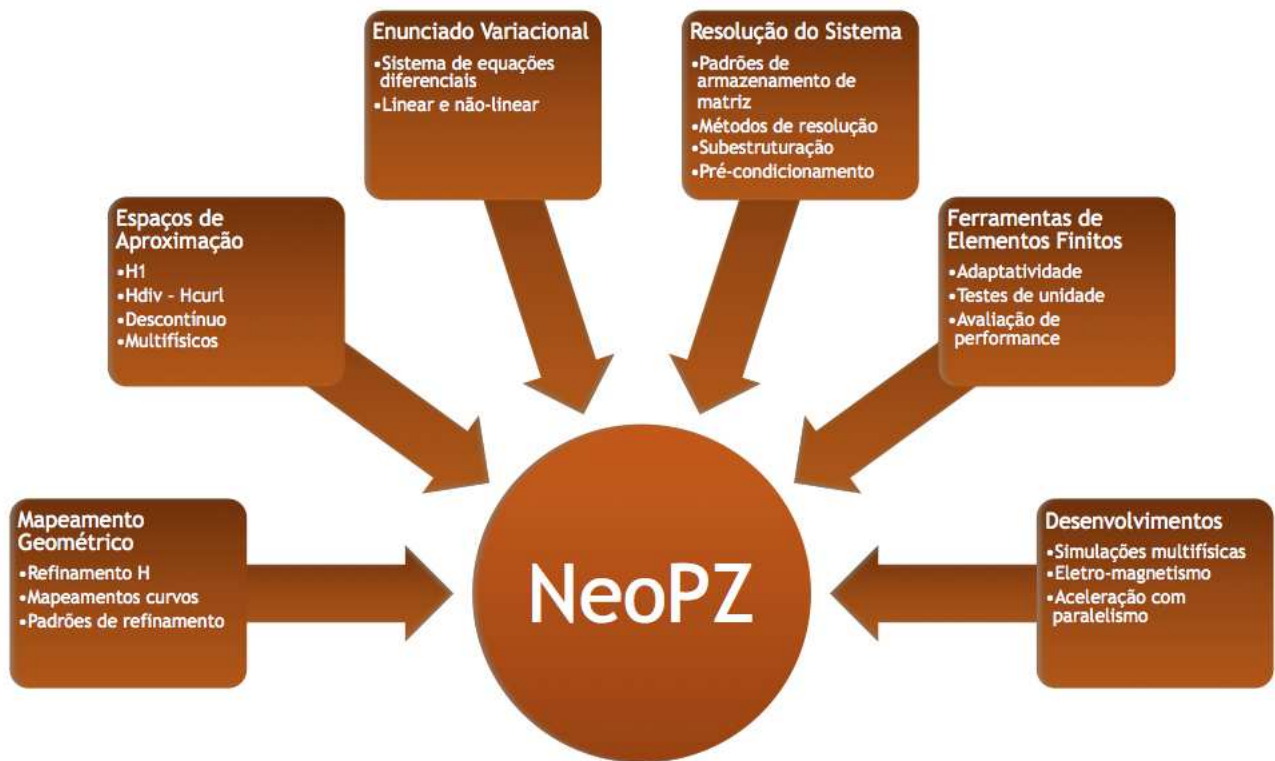 Mapeamento
Geométrico
•Refinamento H
•Mapeamentos curvos
•Padrões de refinamento
Espaços de
Aproximação
•H1
•Hdiv - Hcurl
•Descontínuo
•Multifísicos
Enunciado Variacional
•Sistema de equações
diferenciais
•Linear e não-linear
Resolução do Sistema
•Padrões de
armazenamento de
matriz
•Métodos de resolução
•Subestruturação
•Pré-condicionamento
Ferramentas de
Elementos Finitos
•Adaptatividade
•Testes de unidade
•Avaliação de
performance
Desenvolvimentos
•Simulações multifísicas
•Eletro-magnetismo
•Aceleração com
paralelismo
NeoPZ